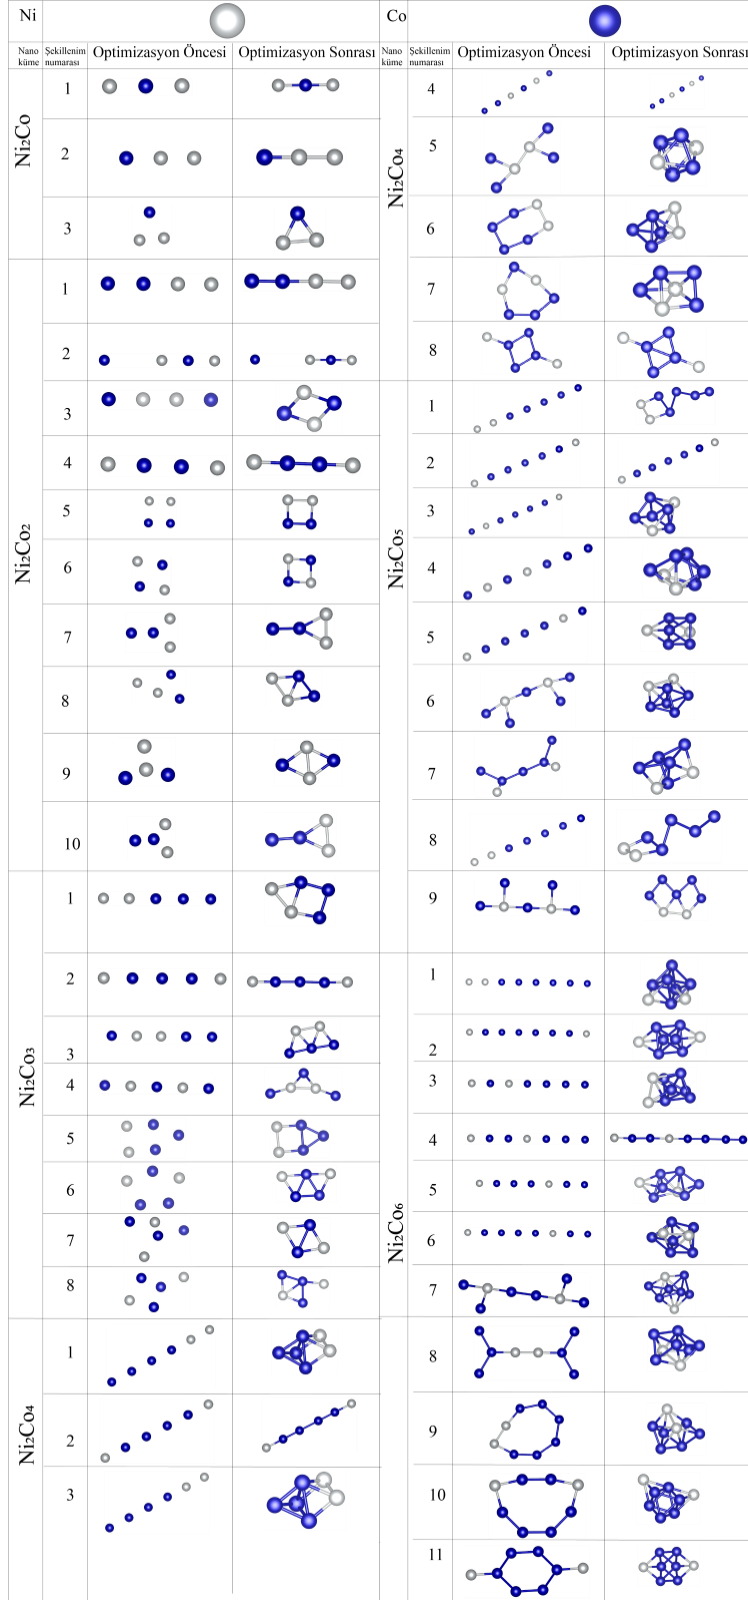 Ni
Co
Nano küme
Şekillenim numarası
Optimizasyon Öncesi
Optimizasyon Sonrası
Nano küme
Şekillenim numarası
Optimizasyon Öncesi
Optimizasyon Sonrası
Ni₂Co
1
2
3
Ni₂Co₂
1
2
3
4
5
6
7
8
9
10
Ni₂Co₃
1
2
3
4
5
6
7
8
Ni₂Co₄
1
2
3
Ni₂Co₄
4
5
6
7
8
Ni₂Co₅
1
2
3
4
5
6
7
8
9
Ni₂Co₆
1
2
3
4
5
6
7
8
9
10
11